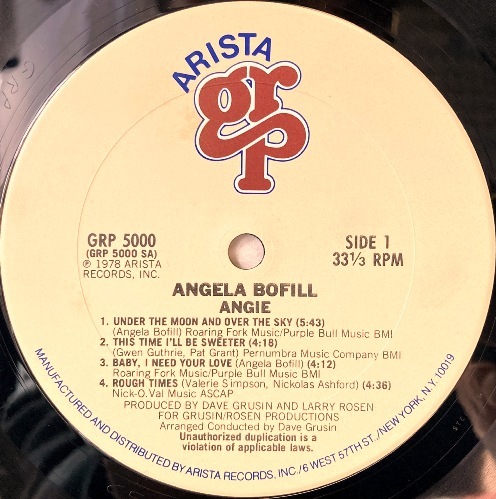 ARISTA
grp
GRP 5000
(GRP 5000 SA)
℗ 1978 ARISTA
RECORDS, INC.
SIDE 1
33⅓ RPM
ANGELA BOFILL
ANGIE
1. UNDER THE MOON AND OVER THE SKY (5:43)
(Angela Bofill) Roaring Fork Music/Purple Bull Music BMI
2. THIS TIME I'LL BE SWEETER (4:18)
(Gwen Guthrie, Pat Grant) Pernumbra Music Company BMI
3. BABY, I NEED YOUR LOVE (Angela Bofill) (4:12)
Roaring Fork Music/Purple Bull Music BMI
4. ROUGH TIMES (Valerie Simpson, Nickolas Ashford) (4:36)
Nick-O.Val Music ASCAP
PRODUCED BY DAVE GRUSIN AND LARRY ROSEN
FOR GRUSIN/ROSEN PRODUCTIONS
Arranged Conducted by Dave Grusin
Unauthorized duplication is a
violation of applicable laws.
MANUFACTURED AND DISTRIBUTED BY ARISTA RECORDS, INC./6 WEST 57TH ST./NEW YORK, N.Y. 10019